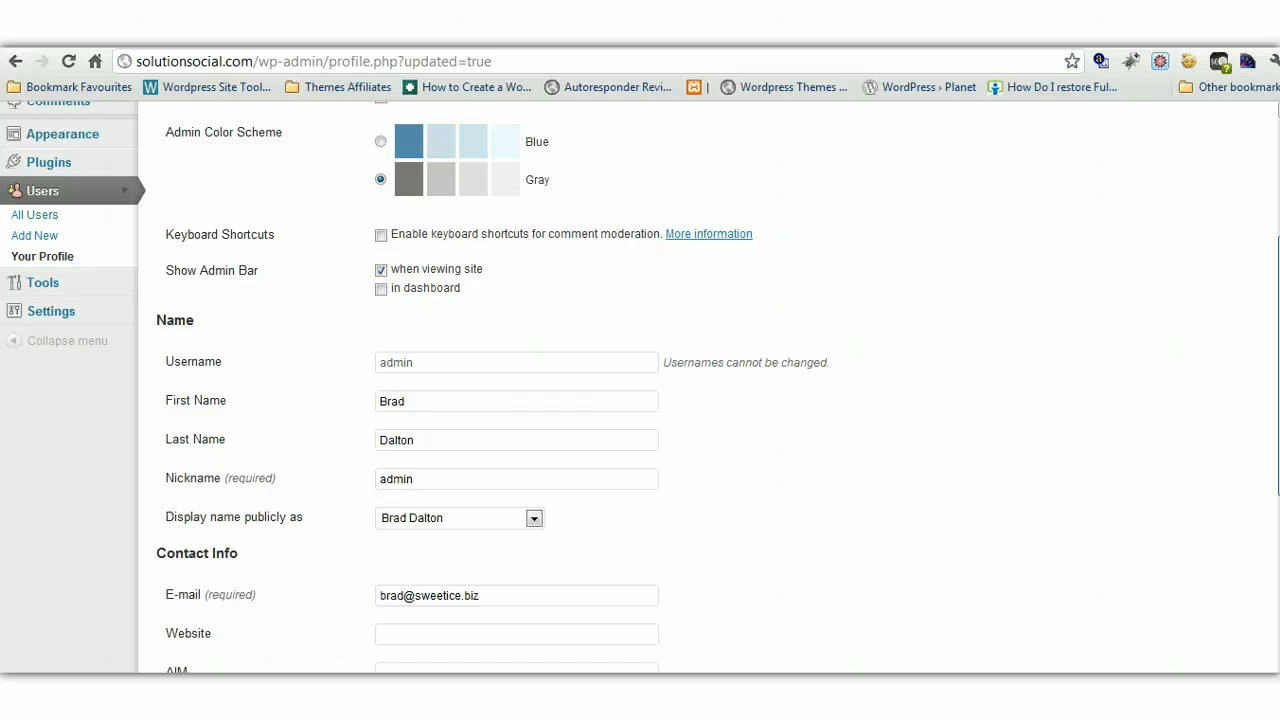 solutionsocial.com/wp-admin/profile.php?updated=true
Bookmark Favourites Wordpress Site Tool... Themes Affiliates How to Create a Wo... Autoresponder Revi... | Wordpress Themes ... WordPress › Planet How Do I restore Ful... Other bookmark
Comments
Appearance
Plugins
Users
All Users
Add New
Your Profile
Tools
Settings
Collapse menu
Admin Color Scheme
Blue
Gray
Keyboard Shortcuts Enable keyboard shortcuts for comment moderation. More information
Show Admin Bar when viewing site
in dashboard
Name
Username admin Usernames cannot be changed.
First Name Brad
Last Name Dalton
Nickname (required) admin
Display name publicly as Brad Dalton
Contact Info
E-mail (required) brad@sweetice.biz
Website
AIM